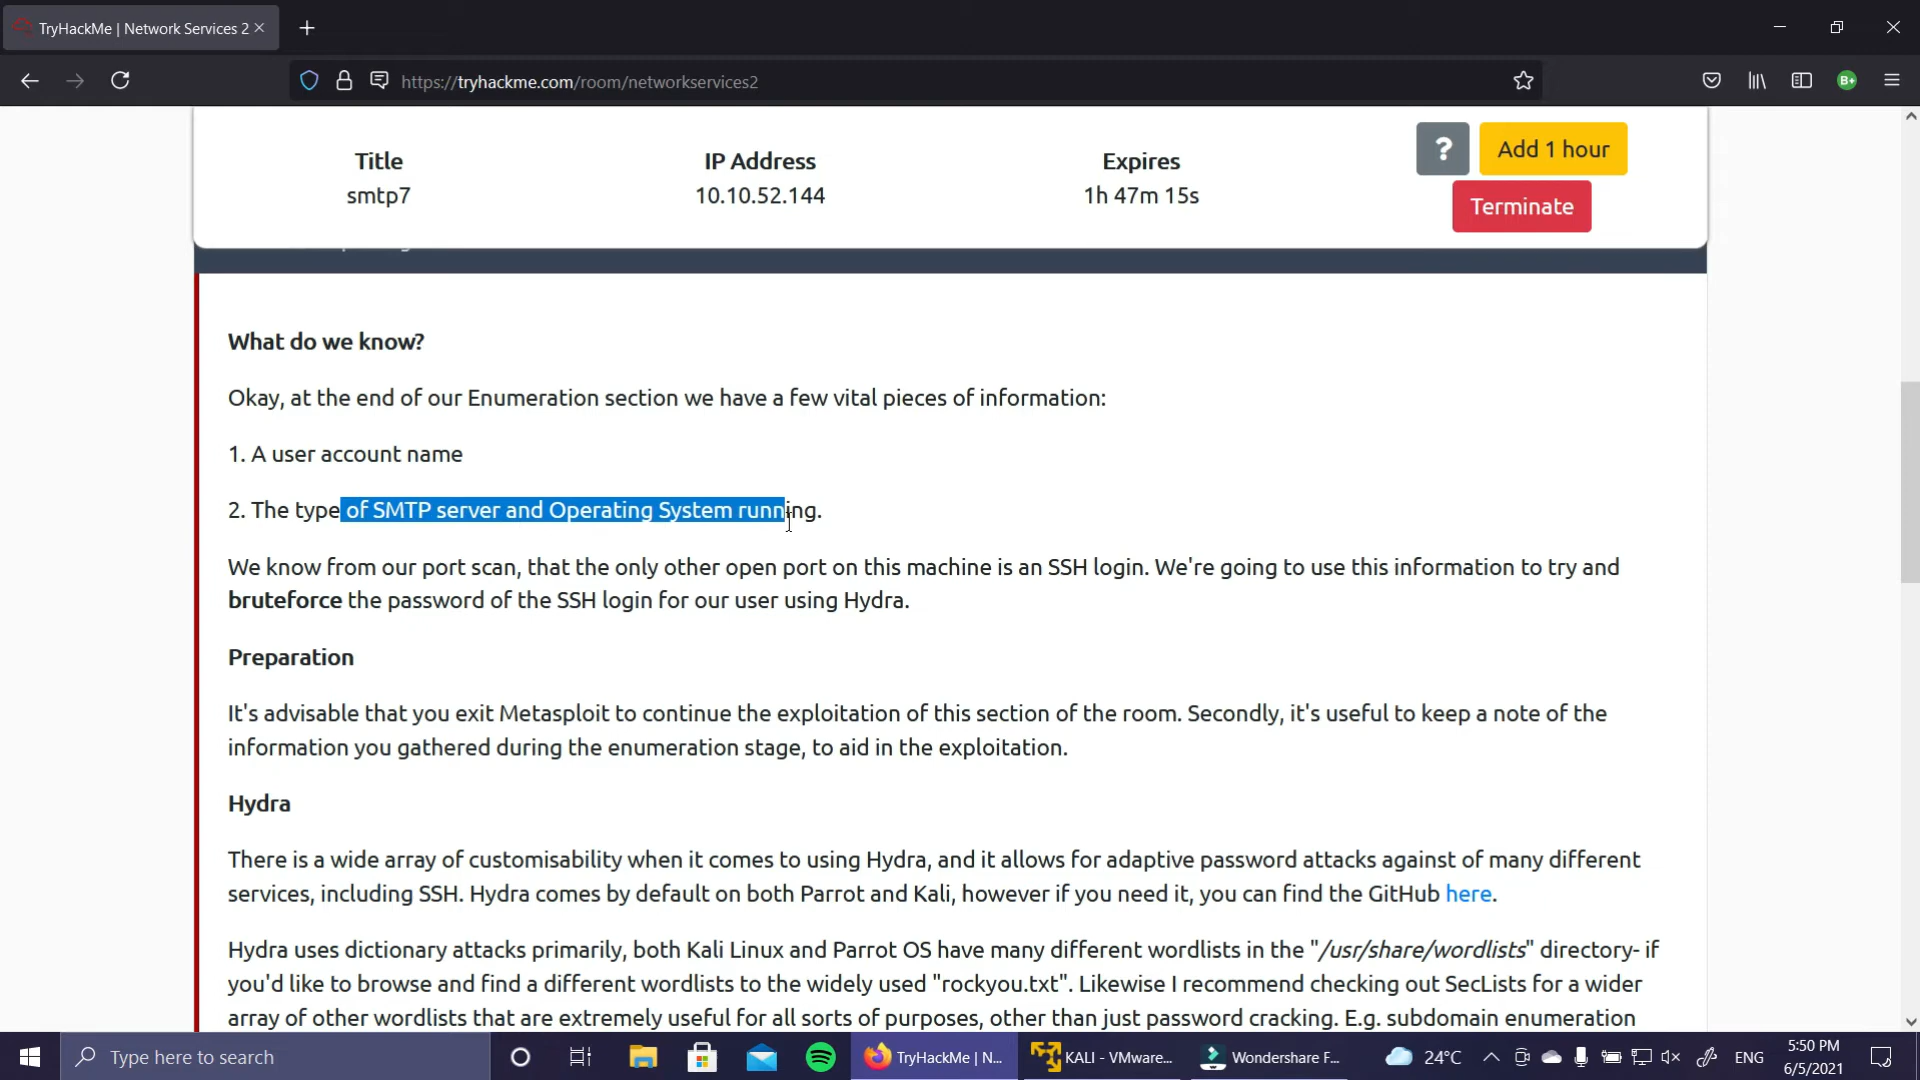 TryHackMe | Network Services 2
https://tryhackme.com/room/networkservices2
B+
Title
IP Address
Expires
smtp7
10.10.52.144
1h 47m 15s
?
Add 1 hour
Terminate
What do we know?
Okay, at the end of our Enumeration section we have a few vital pieces of information:
1. A user account name
2. The type of SMTP server and Operating System running.
We know from our port scan, that the only other open port on this machine is an SSH login. We're going to use this information to try and
bruteforce the password of the SSH login for our user using Hydra.
Preparation
It's advisable that you exit Metasploit to continue the exploitation of this section of the room. Secondly, it's useful to keep a note of the
information you gathered during the enumeration stage, to aid in the exploitation.
Hydra
There is a wide array of customisability when it comes to using Hydra, and it allows for adaptive password attacks against of many different
services, including SSH. Hydra comes by default on both Parrot and Kali, however if you need it, you can find the GitHub here.
Hydra uses dictionary attacks primarily, both Kali Linux and Parrot OS have many different wordlists in the "/usr/share/wordlists" directory- if
you'd like to browse and find a different wordlists to the widely used "rockyou.txt". Likewise I recommend checking out SecLists for a wider
array of other wordlists that are extremely useful for all sorts of purposes, other than just password cracking. E.g. subdomain enumeration
Type here to search
TryHackMe | N...
KALI - VMware...
Wondershare F...
24°C
ENG
5:50 PM
6/5/2021